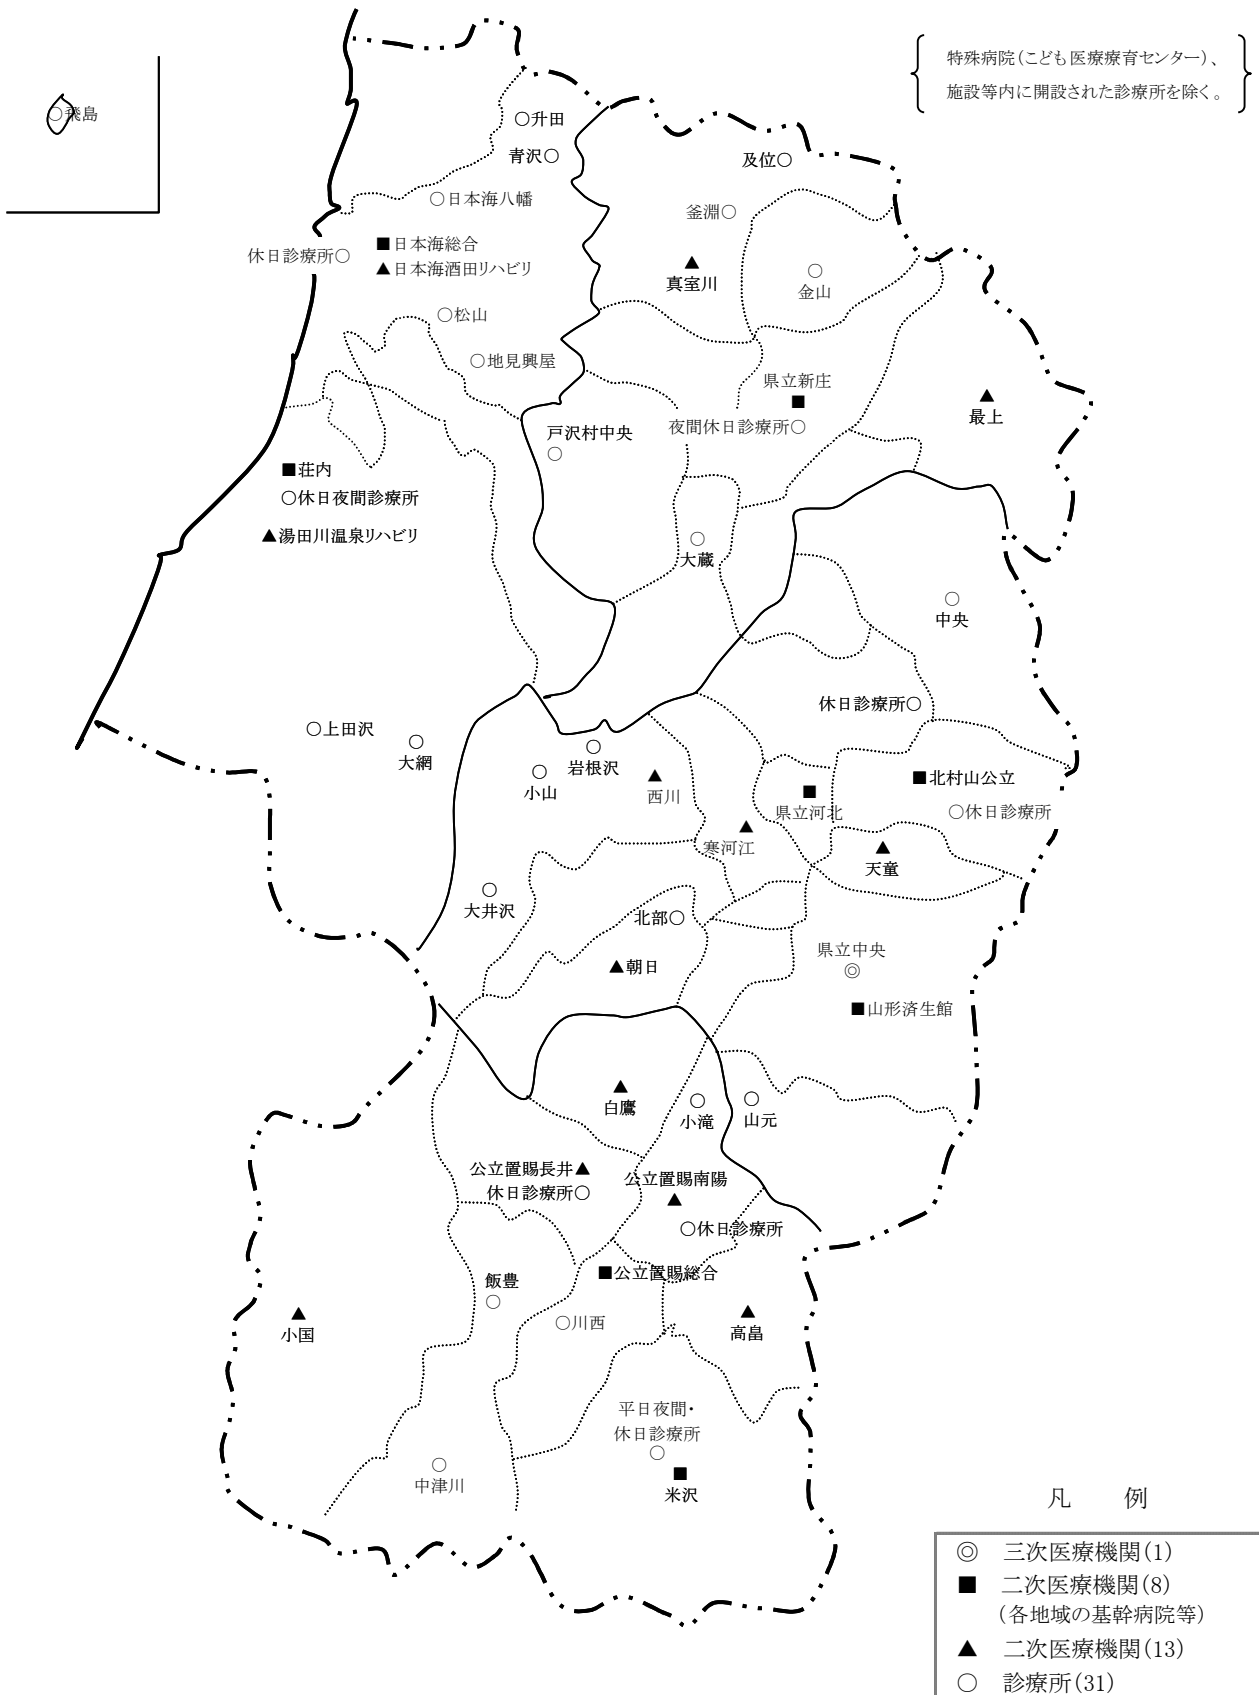 特殊病院（こども医療療育センター）、
施設等内に開設された診療所を除く。
○飛島
○升田
青沢○
及位○
○日本海八幡
釜淵○
■日本海総合
休日診療所○
▲日本海酒田リハビリ
▲
真室川
○
金山
○松山
○地見興屋
県立新庄
■
▲
最上
夜間休日診療所○
戸沢村中央
○
■荘内
○休日夜間診療所
▲湯田川温泉リハビリ
○
大蔵
○
中央
休日診療所○
○上田沢
○
大網
○
岩根沢
○
小山
▲
西川
■北村山公立
■
県立河北
○休日診療所
▲
寒河江
▲
天童
○
大井沢
北部○
県立中央
◎
▲朝日
■山形済生館
▲
白鷹
○
小滝
○
山元
公立置賜長井▲
休日診療所○
公立置賜南陽
▲
○休日診療所
■公立置賜総合
飯豊
○
○川西
▲
小国
▲
高畠
平日夜間・
休日診療所
○
■
米沢
○
中津川
凡　例
◎　三次医療機関（1）
■　二次医療機関（8）
（各地域の基幹病院等）
▲　二次医療機関（13）
○　診療所（31）